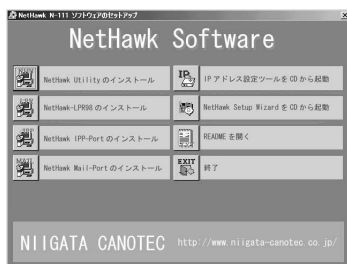 NetHawk N-111 ソフトウェアのセットアップ
NetHawk Software
NetHawk Utility のインストール
IP
IP アドレス設定ツールを CD から起動
NetHawk-LPR98 のインストール
NetHawk Setup Wizard を CD から起動
NetHawk IPP-Port のインストール
README を開く
MAIL
NetHawk Mail-Port のインストール
EXIT
終了
NIIGATA CANOTEC
http://www.niigata-canotec.co.jp/